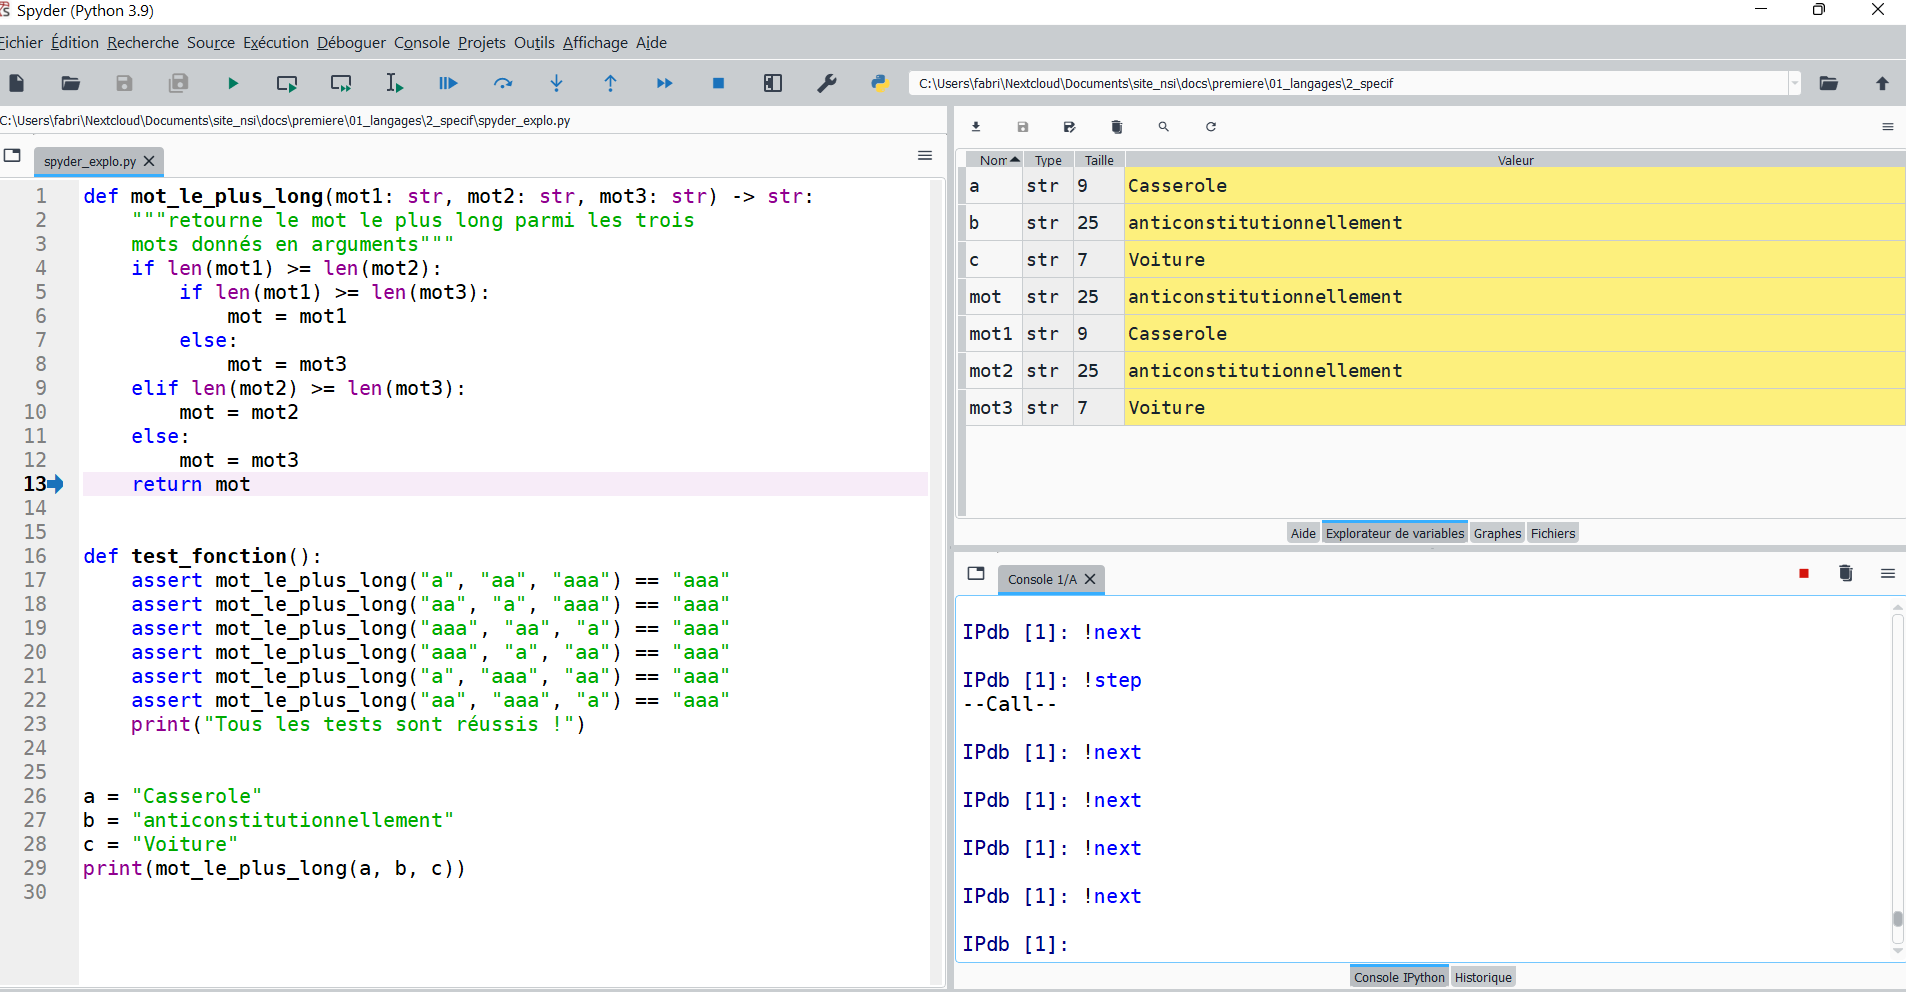 Spyder (Python 3.9)
Fichier Édition Recherche Source Exécution Déboguer Console Projets Outils Affichage Aide
C:\Users\fabri\Nextcloud\Documents\site_nsi\docs\premiere\01_langages\2_specif
C:\Users\fabri\Nextcloud\Documents\site_nsi\docs\premiere\01_langages\2_specif\spyder_explo.py
spyder_explo.py
1 def mot_le_plus_long(mot1: str, mot2: str, mot3: str) -> str:
2     """retourne le mot le plus long parmi les trois
3     mots donnés en arguments"""
4     if len(mot1) >= len(mot2):
5         if len(mot1) >= len(mot3):
6             mot = mot1
7         else:
8             mot = mot3
9     elif len(mot2) >= len(mot3):
10         mot = mot2
11     else:
12         mot = mot3
13     return mot
14
15
16 def test_fonction():
17     assert mot_le_plus_long("a", "aa", "aaa") == "aaa"
18     assert mot_le_plus_long("aa", "a", "aaa") == "aaa"
19     assert mot_le_plus_long("aaa", "aa", "a") == "aaa"
20     assert mot_le_plus_long("aaa", "a", "aa") == "aaa"
21     assert mot_le_plus_long("a", "aaa", "aa") == "aaa"
22     assert mot_le_plus_long("aa", "aaa", "a") == "aaa"
23     print("Tous les tests sont réussis !")
24
25
26 a = "Casserole"
27 b = "anticonstitutionnellement"
28 c = "Voiture"
29 print(mot_le_plus_long(a, b, c))
30
Nom Type Taille Valeur
a str 9 Casserole
b str 25 anticonstitutionnellement
c str 7 Voiture
mot str 25 anticonstitutionnellement
mot1 str 9 Casserole
mot2 str 25 anticonstitutionnellement
mot3 str 7 Voiture
Aide Explorateur de variables Graphes Fichiers
Console 1/A
IPdb [1]: !next
IPdb [1]: !step
--Call--
IPdb [1]: !next
IPdb [1]: !next
IPdb [1]: !next
IPdb [1]: !next
IPdb [1]:
Console IPython Historique